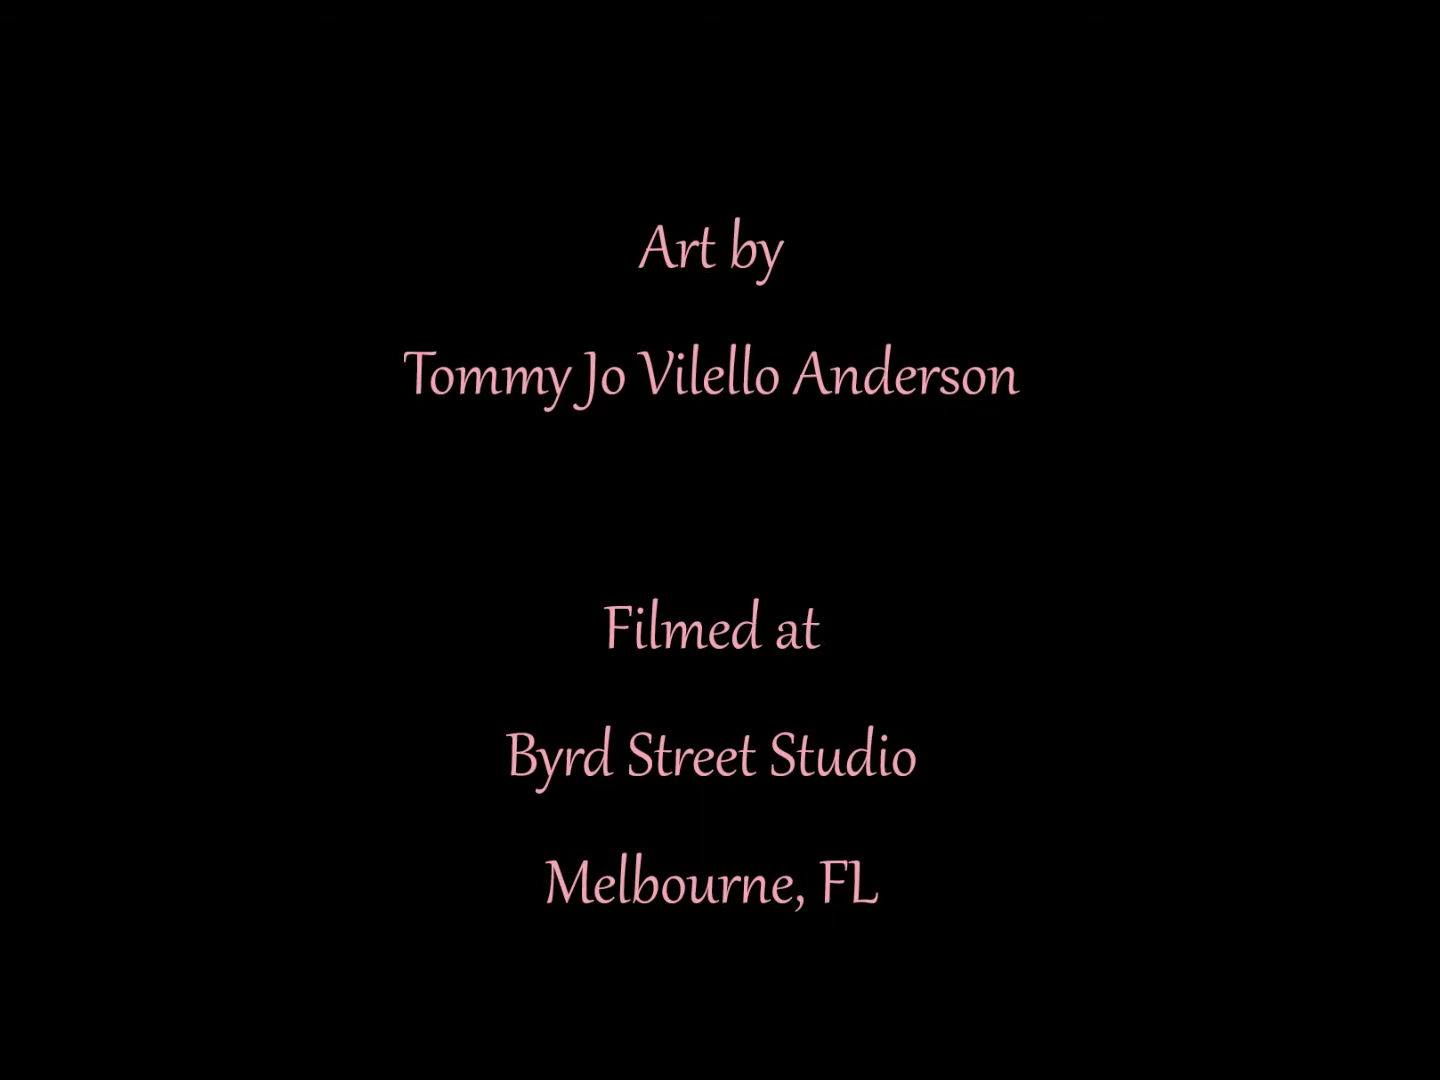 Art by
Tommy Jo Vilello Anderson
Filmed at
Byrd Street Studio
Melbourne, FL